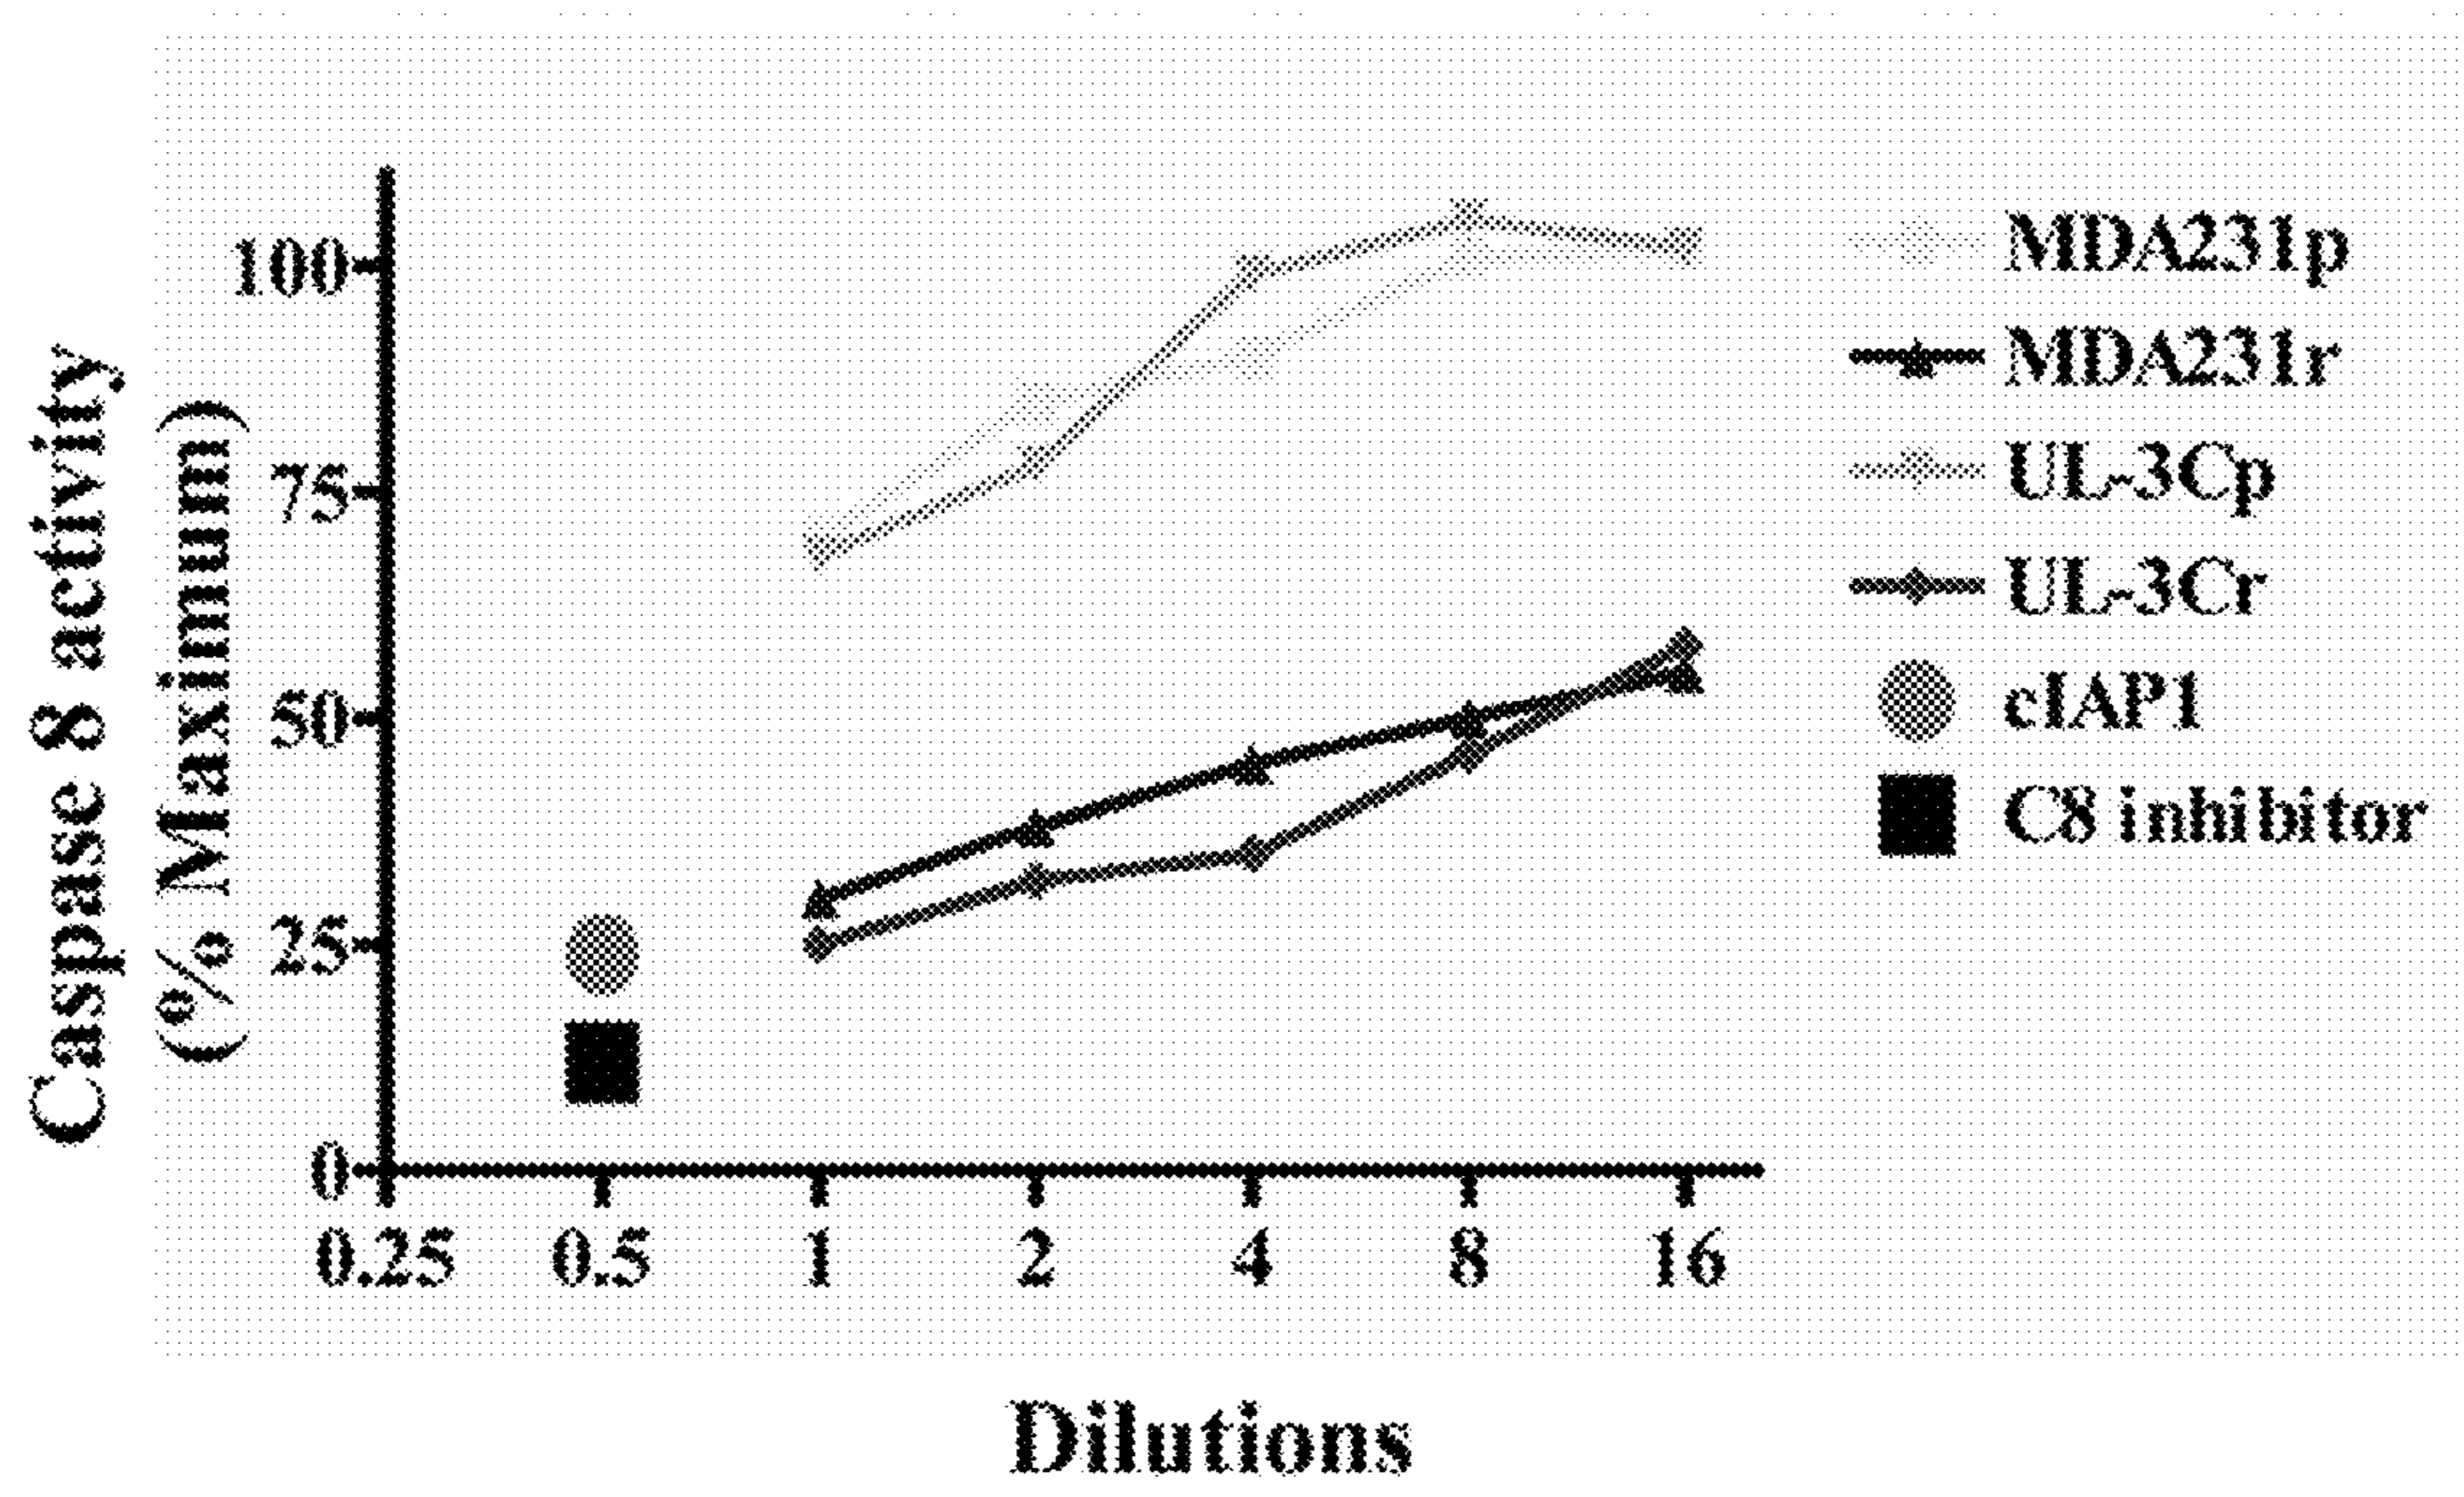 Caspase 8 activity
(% Maximum)
100
75
50
25
0
0.25 0.5 1 2 4 8 16
Dilutions
MDA231p
MDA231r
UL-3Cp
UL-3Cr
cIAP1
C8 inhibitor